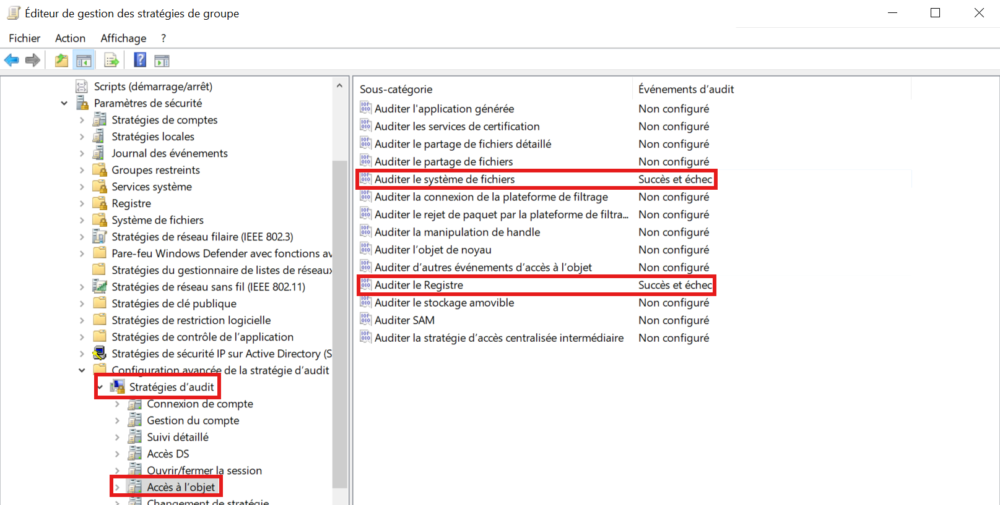 Éditeur de gestion des stratégies de groupe
Fichier Action Affichage ?
Scripts (démarrage/arrêt)
Paramètres de sécurité
Stratégies de comptes
Stratégies locales
Journal des événements
Groupes restreints
Services système
Registre
Système de fichiers
Stratégies de réseau filaire (IEEE 802.3)
Pare-feu Windows Defender avec fonctions av
Stratégies du gestionnaire de listes de réseaux
Stratégies de réseau sans fil (IEEE 802.11)
Stratégies de clé publique
Stratégies de restriction logicielle
Stratégies de contrôle de l’application
Stratégies de sécurité IP sur Active Directory (S
Configuration avancée de la stratégie d’audit
Stratégies d’audit
Connexion de compte
Gestion du compte
Suivi détaillé
Accès DS
Ouvrir/fermer la session
Accès à l’objet
Changement de stratégie
Sous-catégorie Événements d’audit
Auditer l'application générée Non configuré
Auditer les services de certification Non configuré
Auditer le partage de fichiers détaillé Non configuré
Auditer le partage de fichiers Non configuré
Auditer le système de fichiers Succès et échec
Auditer la connexion de la plateforme de filtrage Non configuré
Auditer le rejet de paquet par la plateforme de filtra... Non configuré
Auditer la manipulation de handle Non configuré
Auditer l’objet de noyau Non configuré
Auditer d’autres événements d’accès à l’objet Non configuré
Auditer le Registre Succès et échec
Auditer le stockage amovible Non configuré
Auditer SAM Non configuré
Auditer la stratégie d’accès centralisée intermédiaire Non configuré